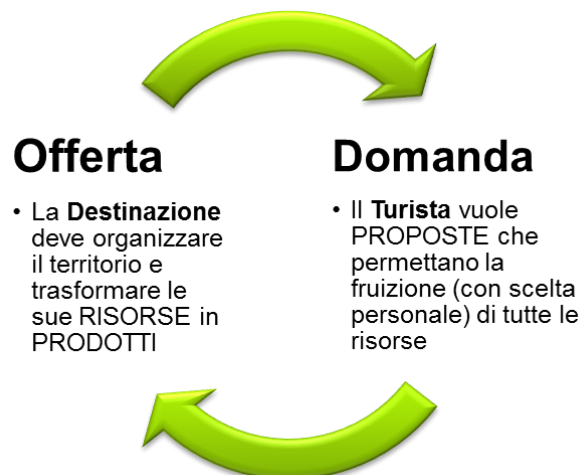 Offerta
• La Destinazione
deve organizzare
il territorio e
trasformare le
sue RISORSE in
PRODOTTI
Domanda
• Il Turista vuole
PROPOSTE che
permettano la
fruizione (con scelta
personale) di tutte le
risorse